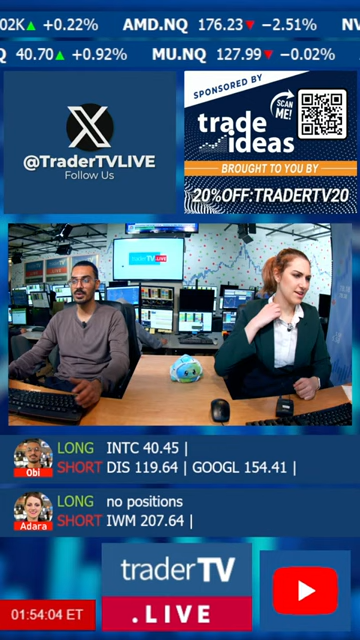 02K▲ +0.22% AMD.NQ 176.23▼ −2.51% NV
Q 40.70▲ +0.92% MU.NQ 127.99▼ −0.02%
SPONSORED BY
SCAN
ME!
trade
ideas
BROUGHT TO YOU BY
20%OFF:TRADERTV20
@TraderTVLIVE
Follow Us
traderTV.LIVE
LONG INTC 40.45 |
SHORT DIS 119.64 | GOOGL 154.41 |
Obi
LONG no positions
SHORT IWM 207.64 |
Adara
traderTV
.LIVE
01:54:04 ET